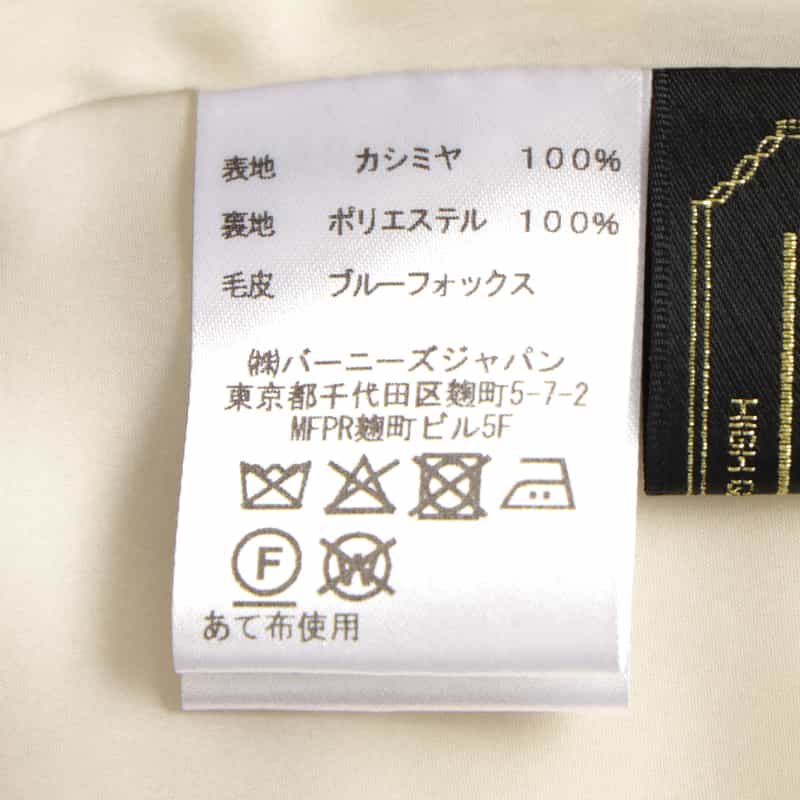 表地 カシミヤ 100%
裏地 ポリエステル 100%
毛皮 ブルーフォックス
㈱バーニーズジャパン
東京都千代田区麹町5-7-2
MFPR麹町ビル5F
F W
あて布使用
HIGH